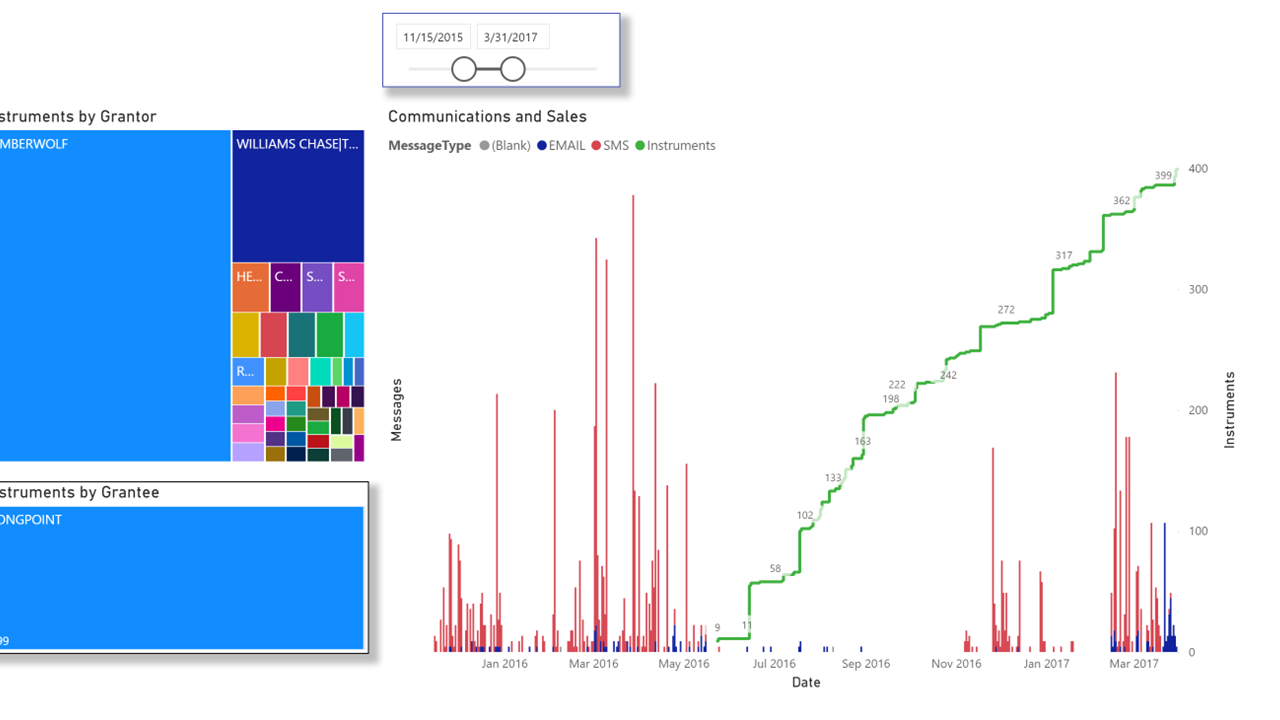 11/15/2015 3/31/2017
struments by Grantor
Communications and Sales
MBERWOLF
WILLIAMS CHASE|T...
MessageType (Blank) EMAIL SMS Instruments
HE... C... S... S...
R...
399
362
317
272
242
222
198
163
133
102
58
11
9
400
300
200
100
0
Messages
Instruments
struments by Grantee
ONGPOINT
99
Jan 2016 Mar 2016 May 2016 Jul 2016 Sep 2016 Nov 2016 Jan 2017 Mar 2017
Date